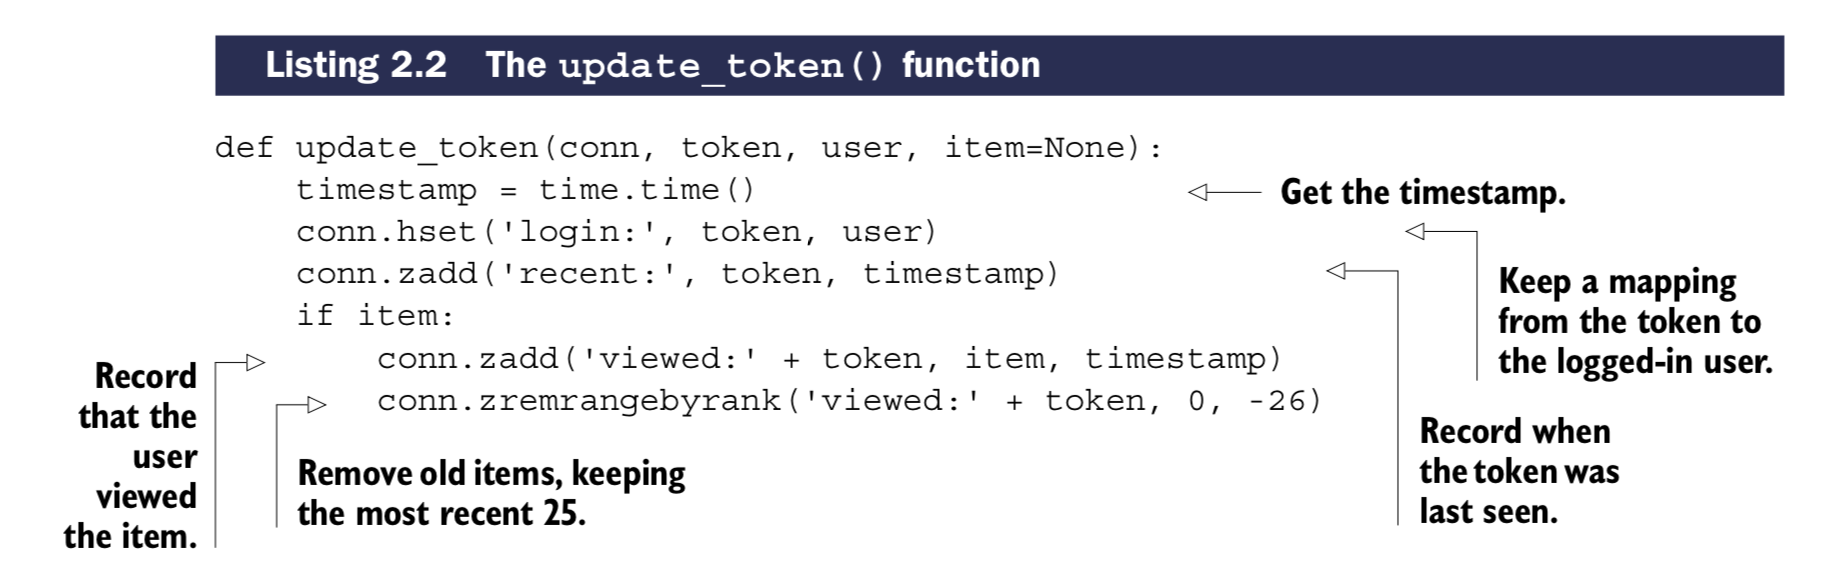 Listing 2.2 The update_token() function
def update_token(conn, token, user, item=None):
timestamp = time.time()
Get the timestamp.
conn.hset('login:', token, user)
conn.zadd('recent:', token, timestamp)
if item:
conn.zadd('viewed:' + token, item, timestamp)
conn.zremrangebyrank('viewed:' + token, 0, -26)
Keep a mapping
from the token to
the logged-in user.
Record
that the
user
viewed
the item.
Remove old items, keeping
the most recent 25.
Record when
the token was
last seen.